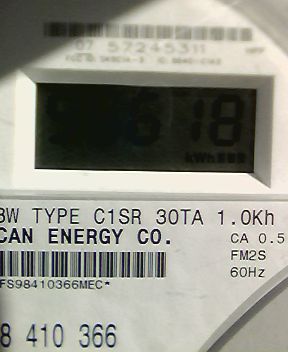 07 57245311
618
kWh
3W TYPE C1SR 30TA 1.0Kh
CAN ENERGY CO.
CA 0.5
FM2S
60Hz
FS98410366MEC*
8 410 366